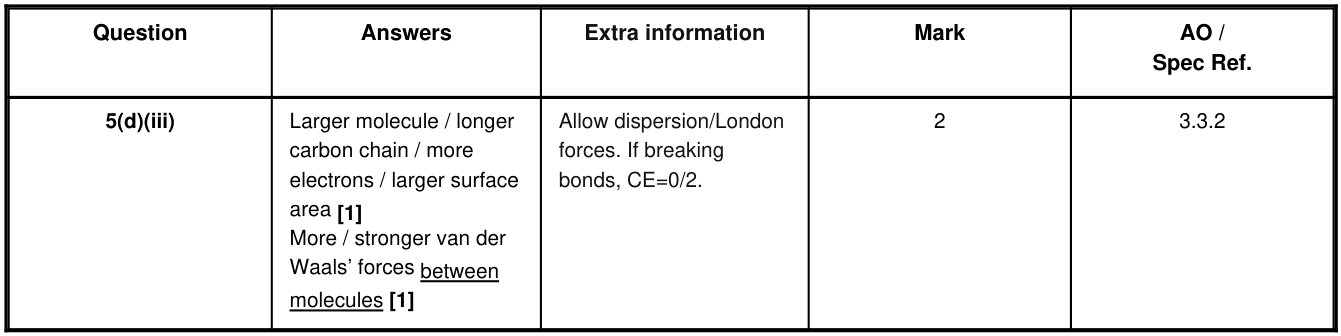 Question Answers Extra information Mark AO /
Spec Ref.
5(d)(iii)
Larger molecule / longer
carbon chain / more
electrons / larger surface
area [1]
More / stronger van der
Waals’ forces between
molecules [1]
Allow dispersion/London
forces. If breaking
bonds, CE=0/2.
2
3.3.2